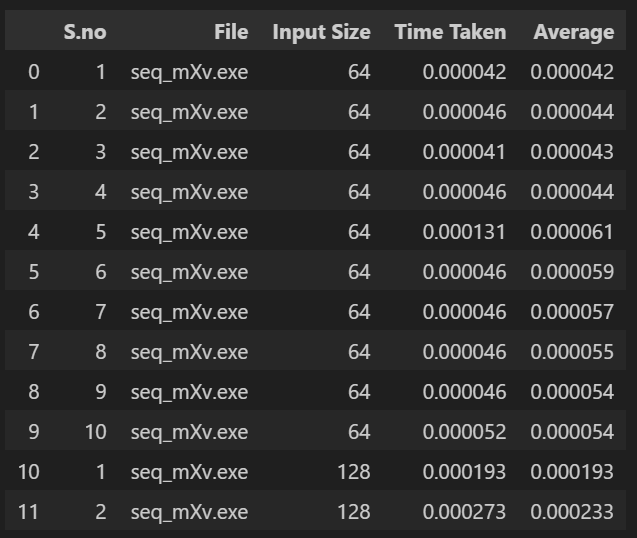 S.no File Input Size Time Taken Average
0 1 seq_mXv.exe 64 0.000042 0.000042
1 2 seq_mXv.exe 64 0.000046 0.000044
2 3 seq_mXv.exe 64 0.000041 0.000043
3 4 seq_mXv.exe 64 0.000046 0.000044
4 5 seq_mXv.exe 64 0.000131 0.000061
5 6 seq_mXv.exe 64 0.000046 0.000059
6 7 seq_mXv.exe 64 0.000046 0.000057
7 8 seq_mXv.exe 64 0.000046 0.000055
8 9 seq_mXv.exe 64 0.000046 0.000054
9 10 seq_mXv.exe 64 0.000052 0.000054
10 1 seq_mXv.exe 128 0.000193 0.000193
11 2 seq_mXv.exe 128 0.000273 0.000233